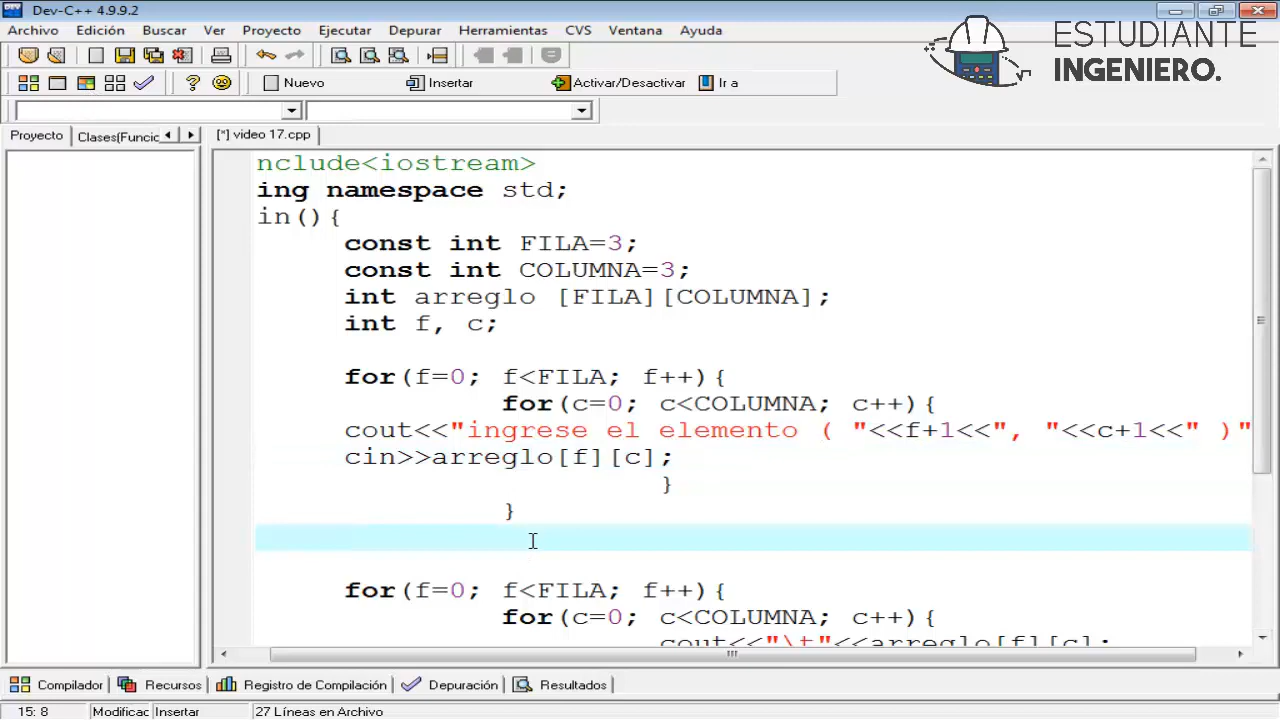 Dev-C++ 4.9.9.2
Archivo Edición Buscar Ver Proyecto Ejecutar Depurar Herramientas CVS Ventana Ayuda
ESTUDIANTE
INGENIERO.
Nuevo Insertar Activar/Desactivar Ir a
Proyecto Clases(Funcic [*] video 17.cpp
nclude<iostream>
ing namespace std;
in(){
const int FILA=3;
const int COLUMNA=3;
int arreglo [FILA][COLUMNA];
int f, c;
for(f=0; f<FILA; f++){
for(c=0; c<COLUMNA; c++){
cout<<"ingrese el elemento ( "<<f+1<<", "<<c+1<<" )"
cin>>arreglo[f][c];
}
}
for(f=0; f<FILA; f++){
for(c=0; c<COLUMNA; c++){
cout<<"\t"<<arreglo[f][c];
Compilador Recursos Registro de Compilación Depuración Resultados
15: 8 Modificac Insertar 27 Líneas en Archivo